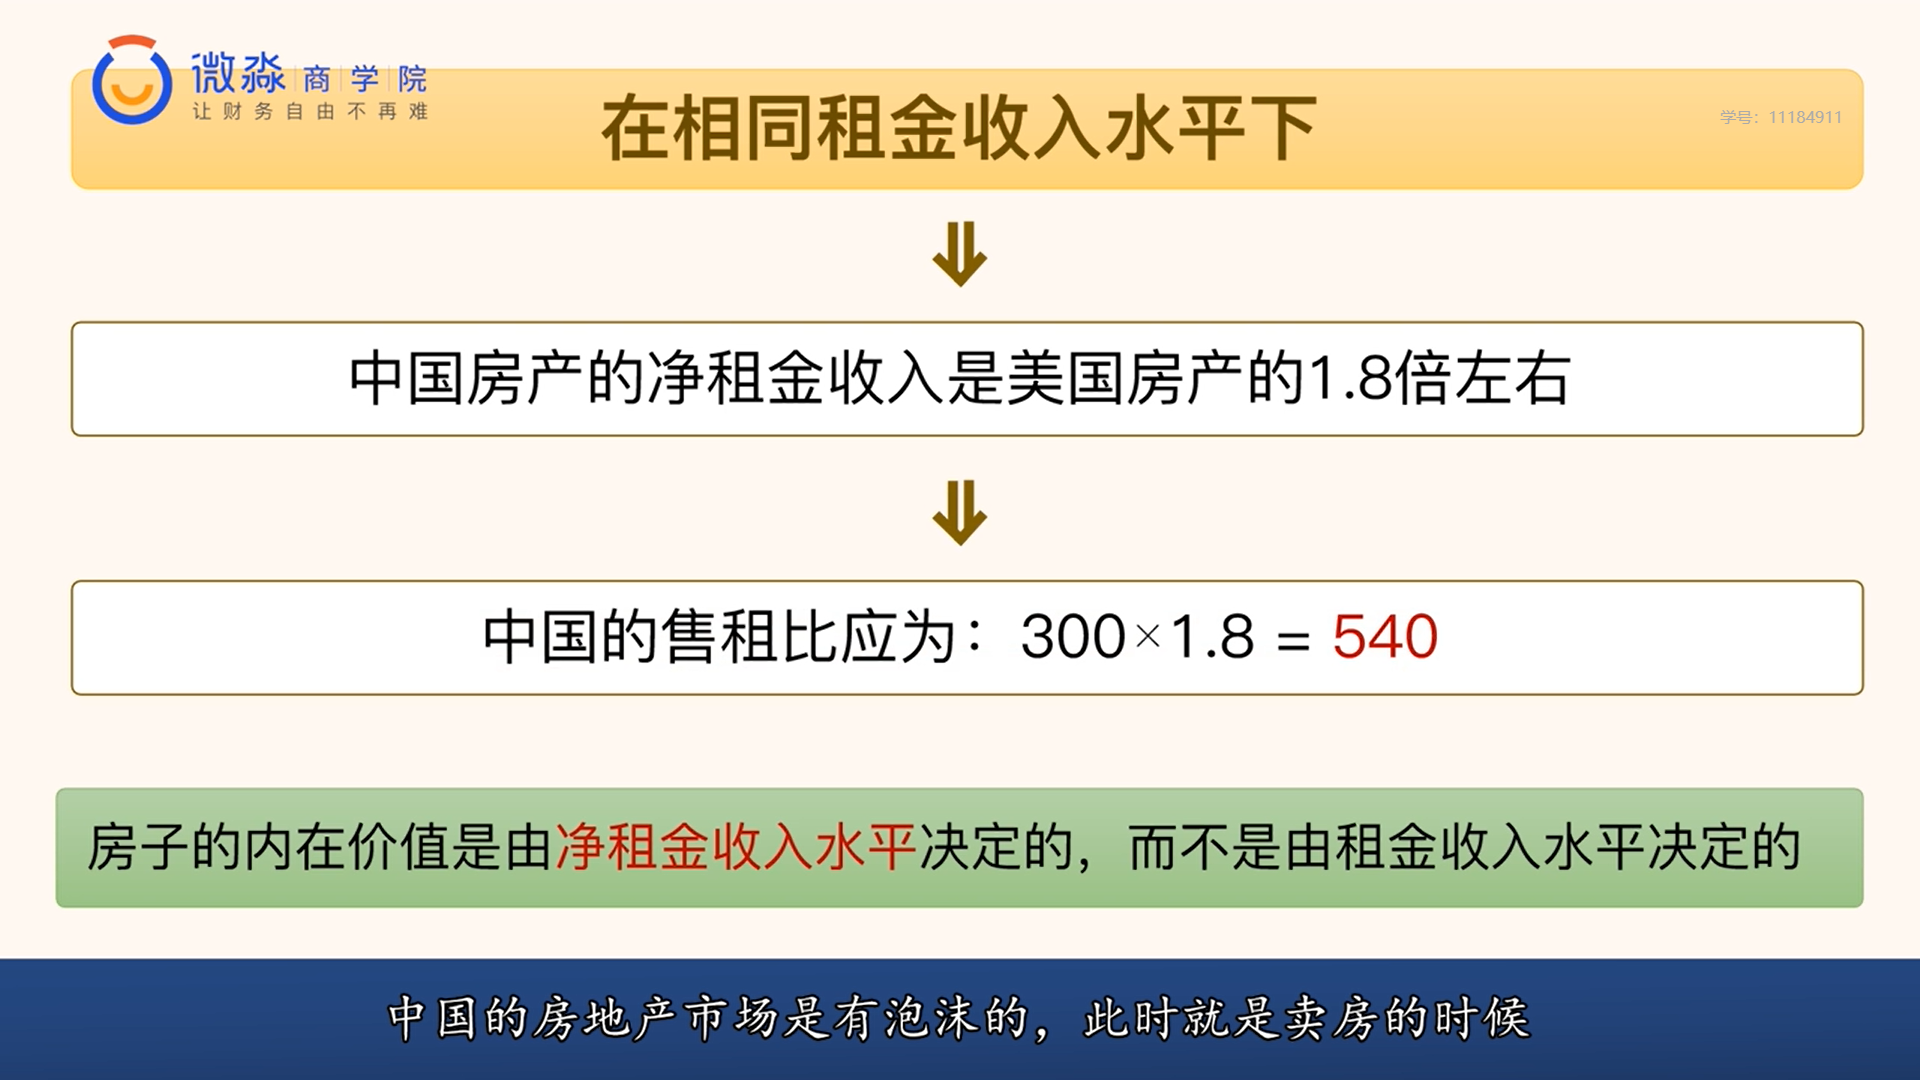 微淼 商学院
让财务自由不再难
在相同租金收入水平下
学号：11184911
中国房产的净租金收入是美国房产的1.8倍左右
中国的售租比应为：300×1.8 = 540
房子的内在价值是由净租金收入水平决定的，而不是由租金收入水平决定的
中国的房地产市场是有泡沫的，此时就是卖房的时候